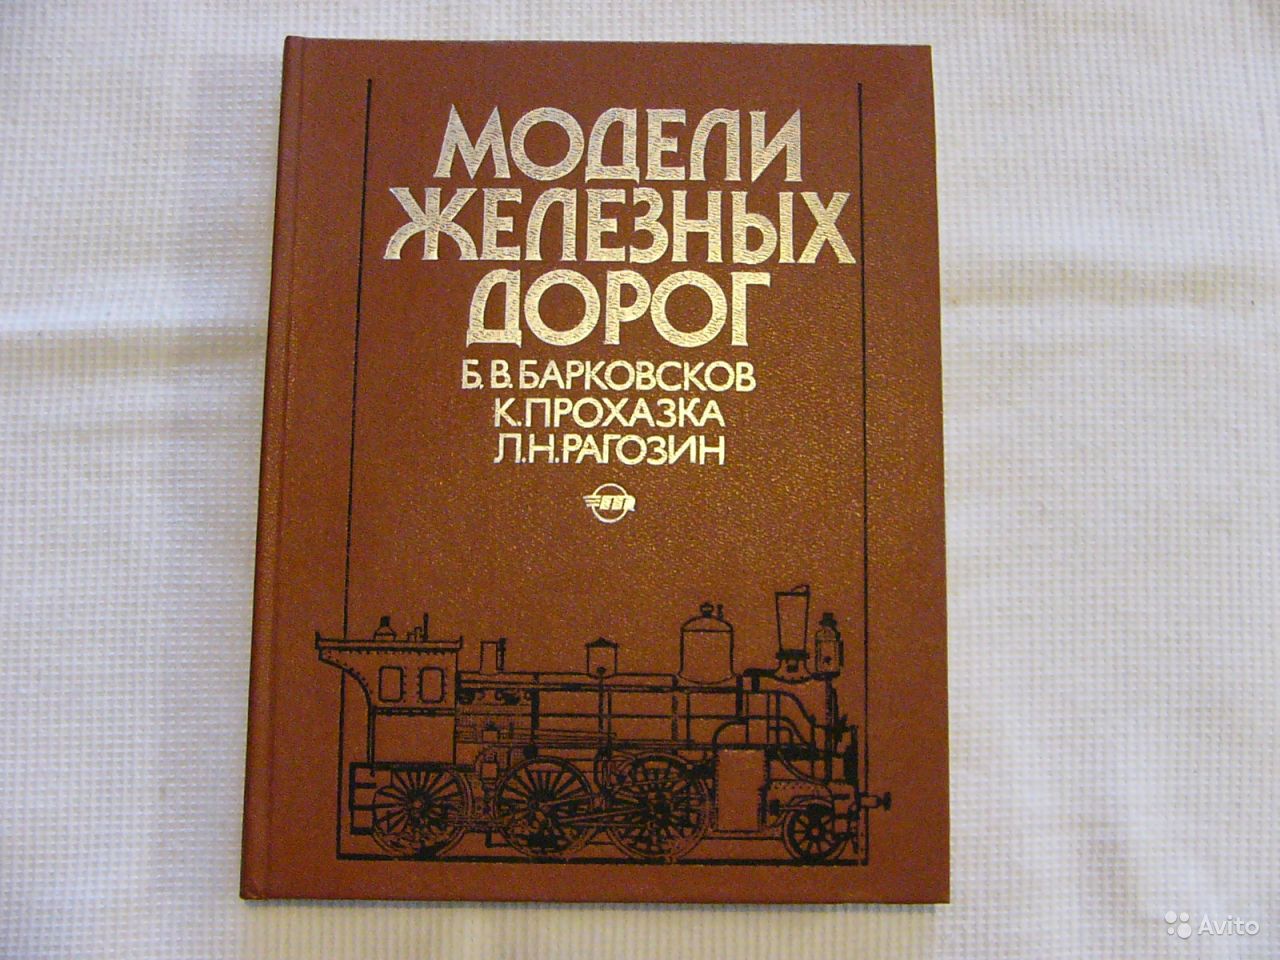 МОДЕЛИ
ЖЕЛЕЗНЫХ
ДОРОГ
Б.В.БАРКОВСКОВ
К.ПРОХАЗКА
Л.Н.РАГОЗИН
Avito